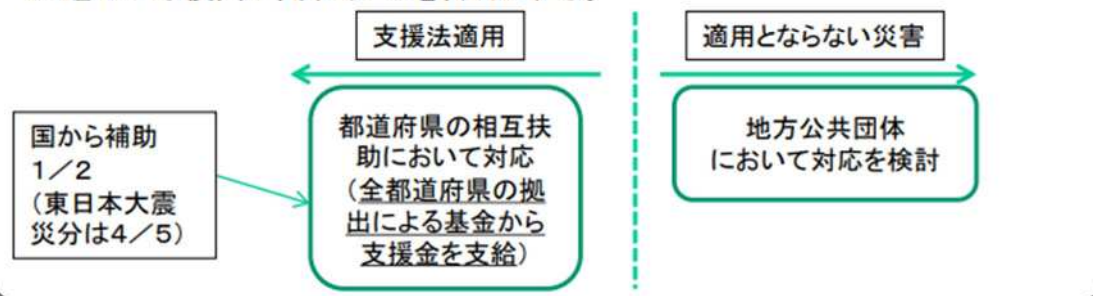 支援法適用
適用とならない災害
国から補助
1／2
（東日本大震
災分は4／5）
都道府県の相互扶
助において対応
（全都道府県の拠
出による基金から
支援金を支給）
地方公共団体
において対応を検討